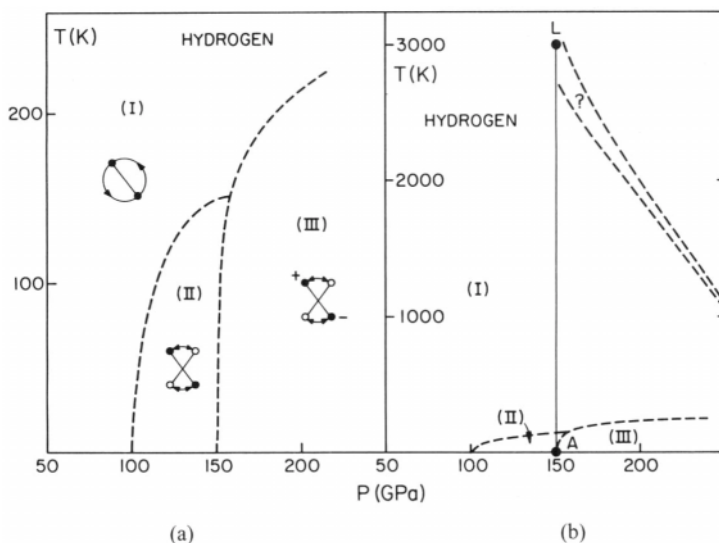 T(K) HYDROGEN
200
(I)
(III)
(II)
100
+
−
50 100 150 200
(a)
L
3000
T(K)
?
HYDROGEN
2000
(I)
1000
(II)
A
(III)
50 100 150 200
P(GPa)
(b)